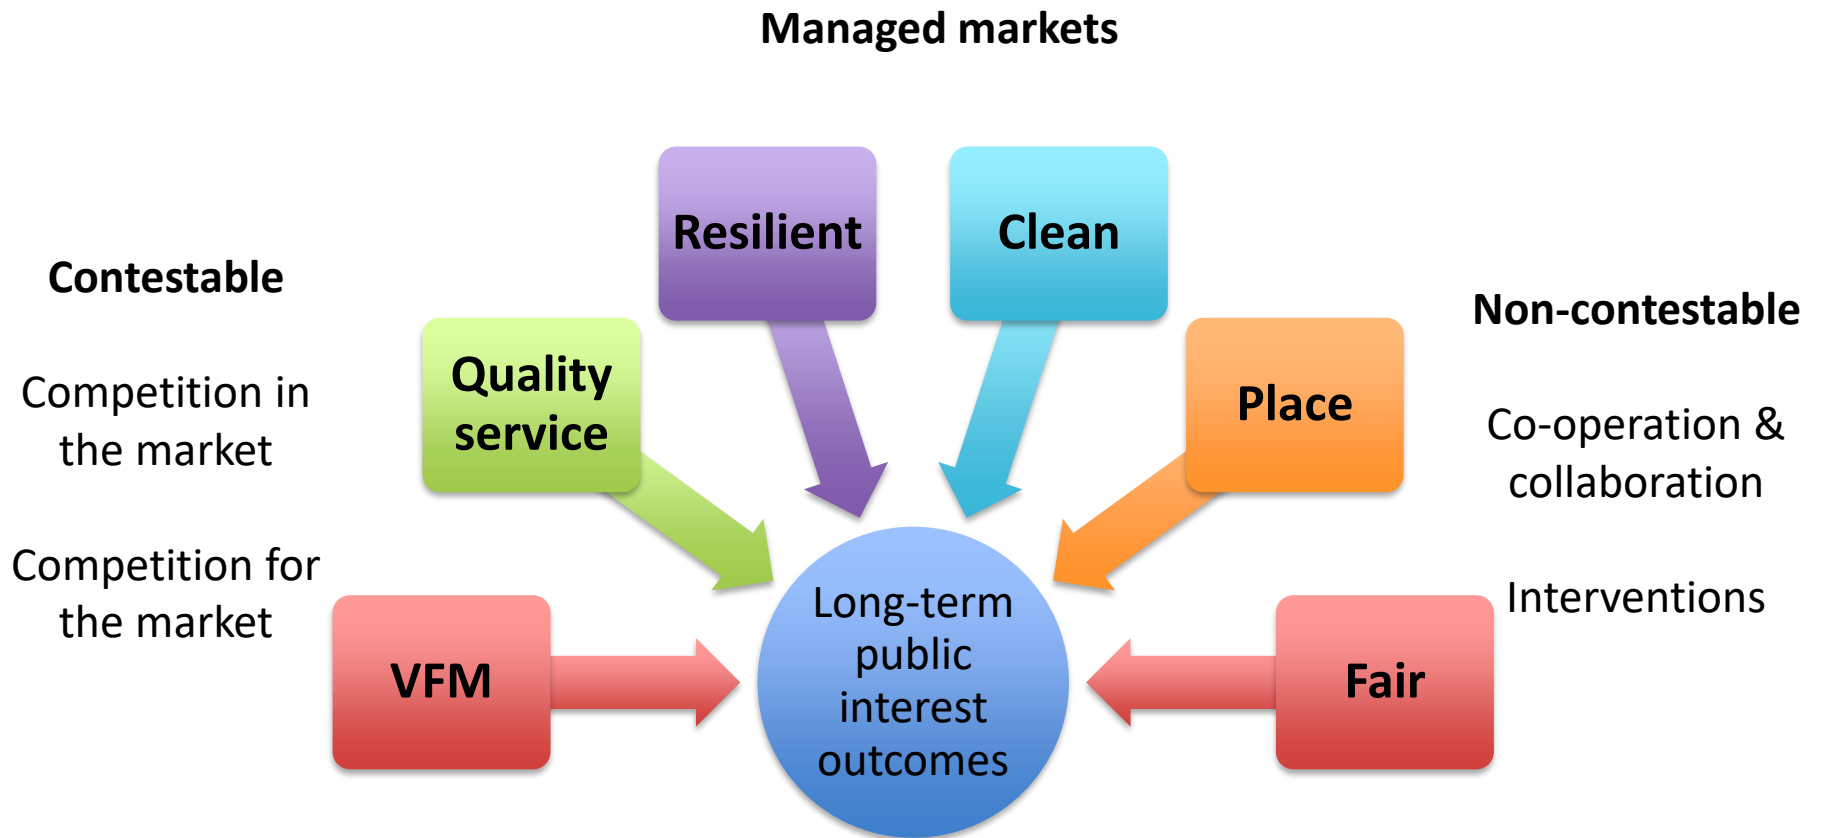 Managed markets
Contestable
Competition in
the market
Competition for
the market
VFM
Quality
service
Resilient
Clean
Place
Fair
Non-contestable
Co-operation &
collaboration
Interventions
Long-term
public
interest
outcomes